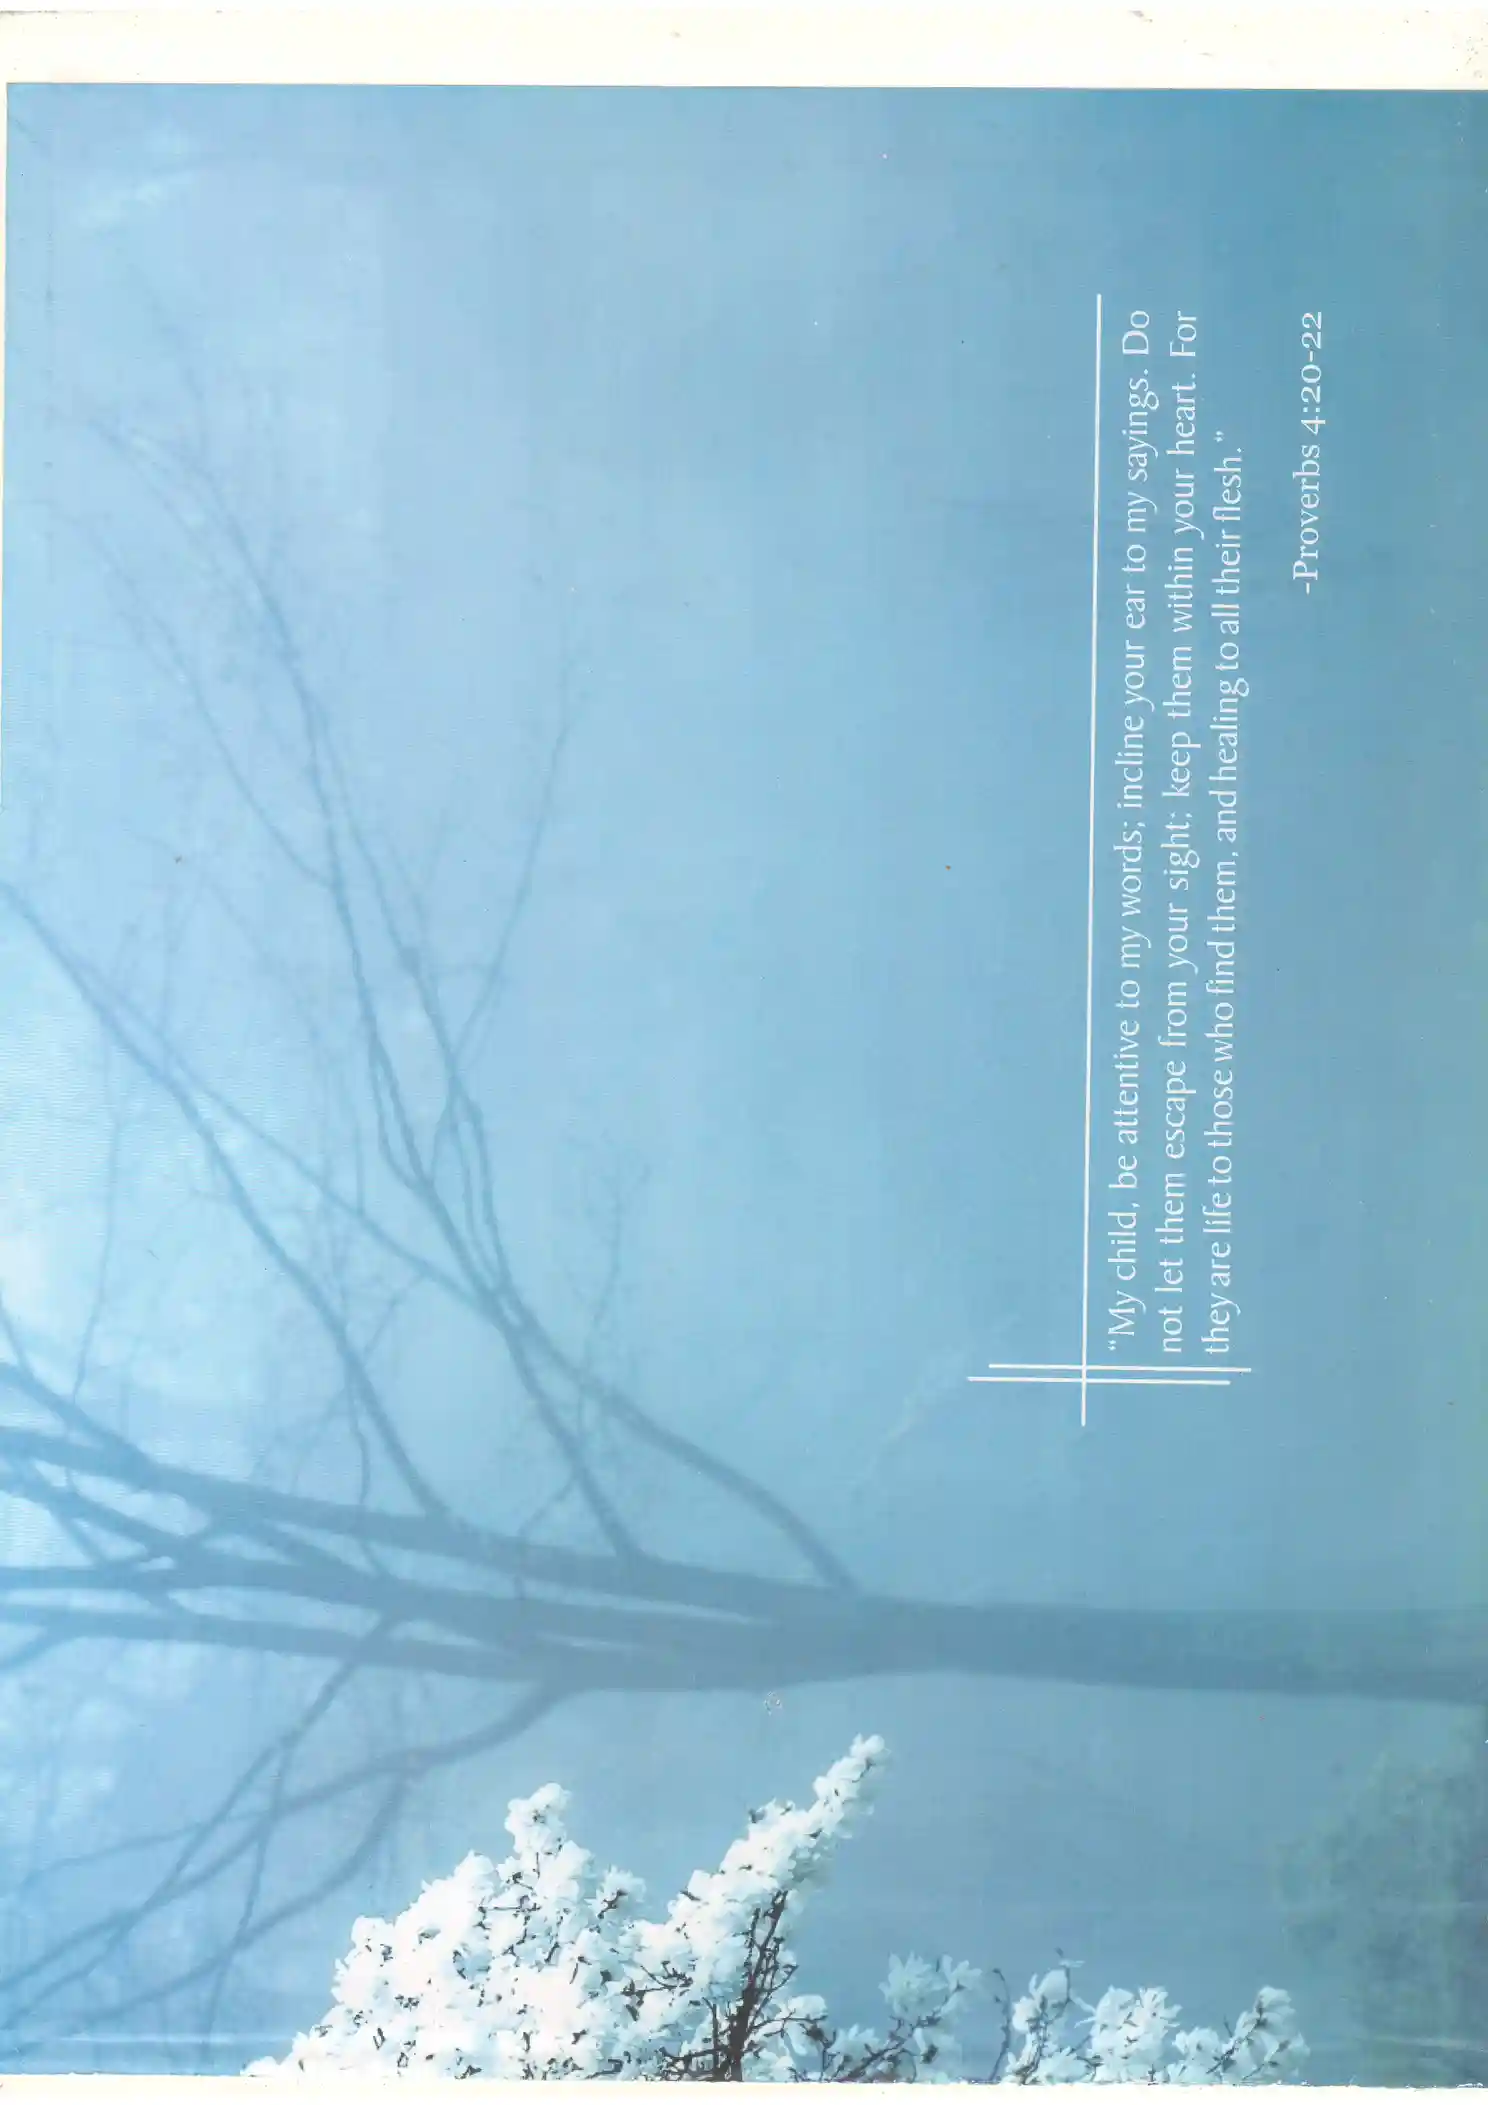 “My child, be attentive to my words; incline your ear to my sayings. Do
not let them escape from your sight; keep them within your heart. For
they are life to those who find them, and healing to all their flesh.”
-Proverbs 4:20-22